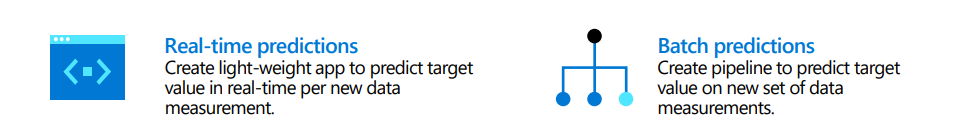 Real-time predictions
Create light-weight app to predict target
value in real-time per new data
measurement.
Batch predictions
Create pipeline to predict target
value on new set of data
measurements.